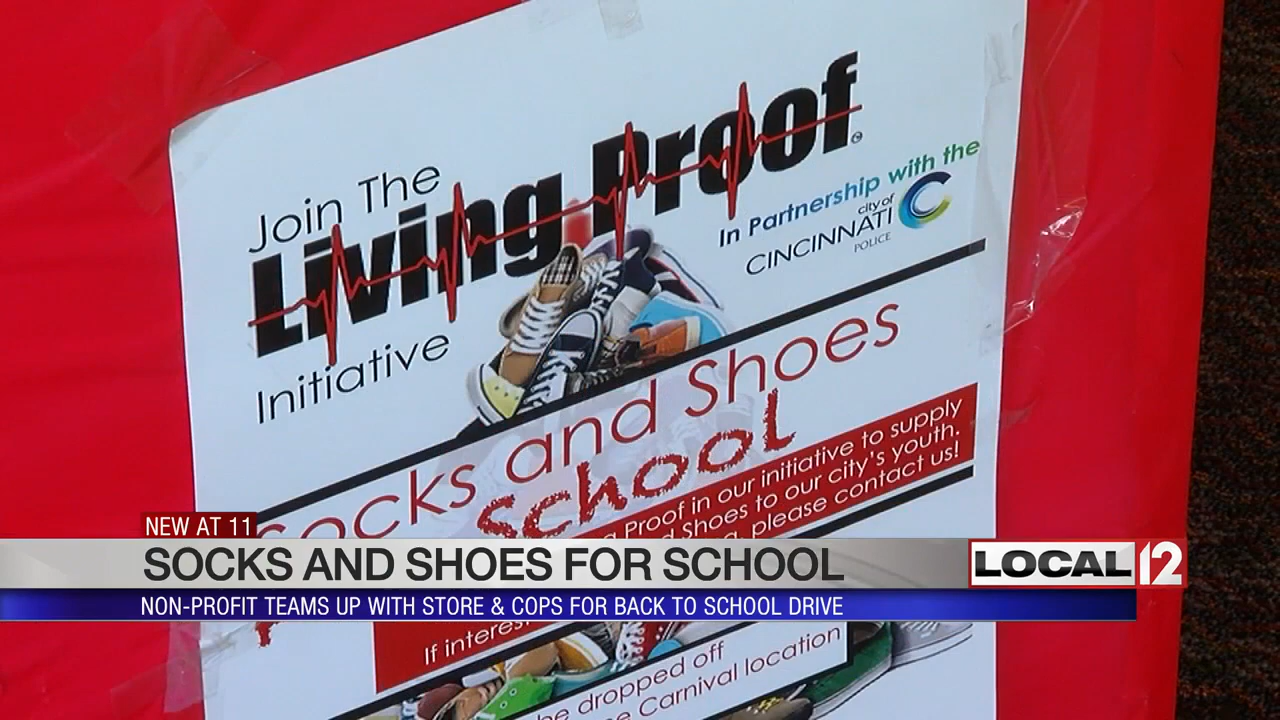 Join The
Living Proof
Initiative
In Partnership with the
city of
CINCINNATI
POLICE
Socks and Shoes
School
Proof in our initiative to supply
Shoes to our city's youth.
please contact us!
NEW AT 11
SOCKS AND SHOES FOR SCHOOL
LOCAL 12
NON-PROFIT TEAMS UP WITH STORE & COPS FOR BACK TO SCHOOL DRIVE
If
be dropped off
Carnival location